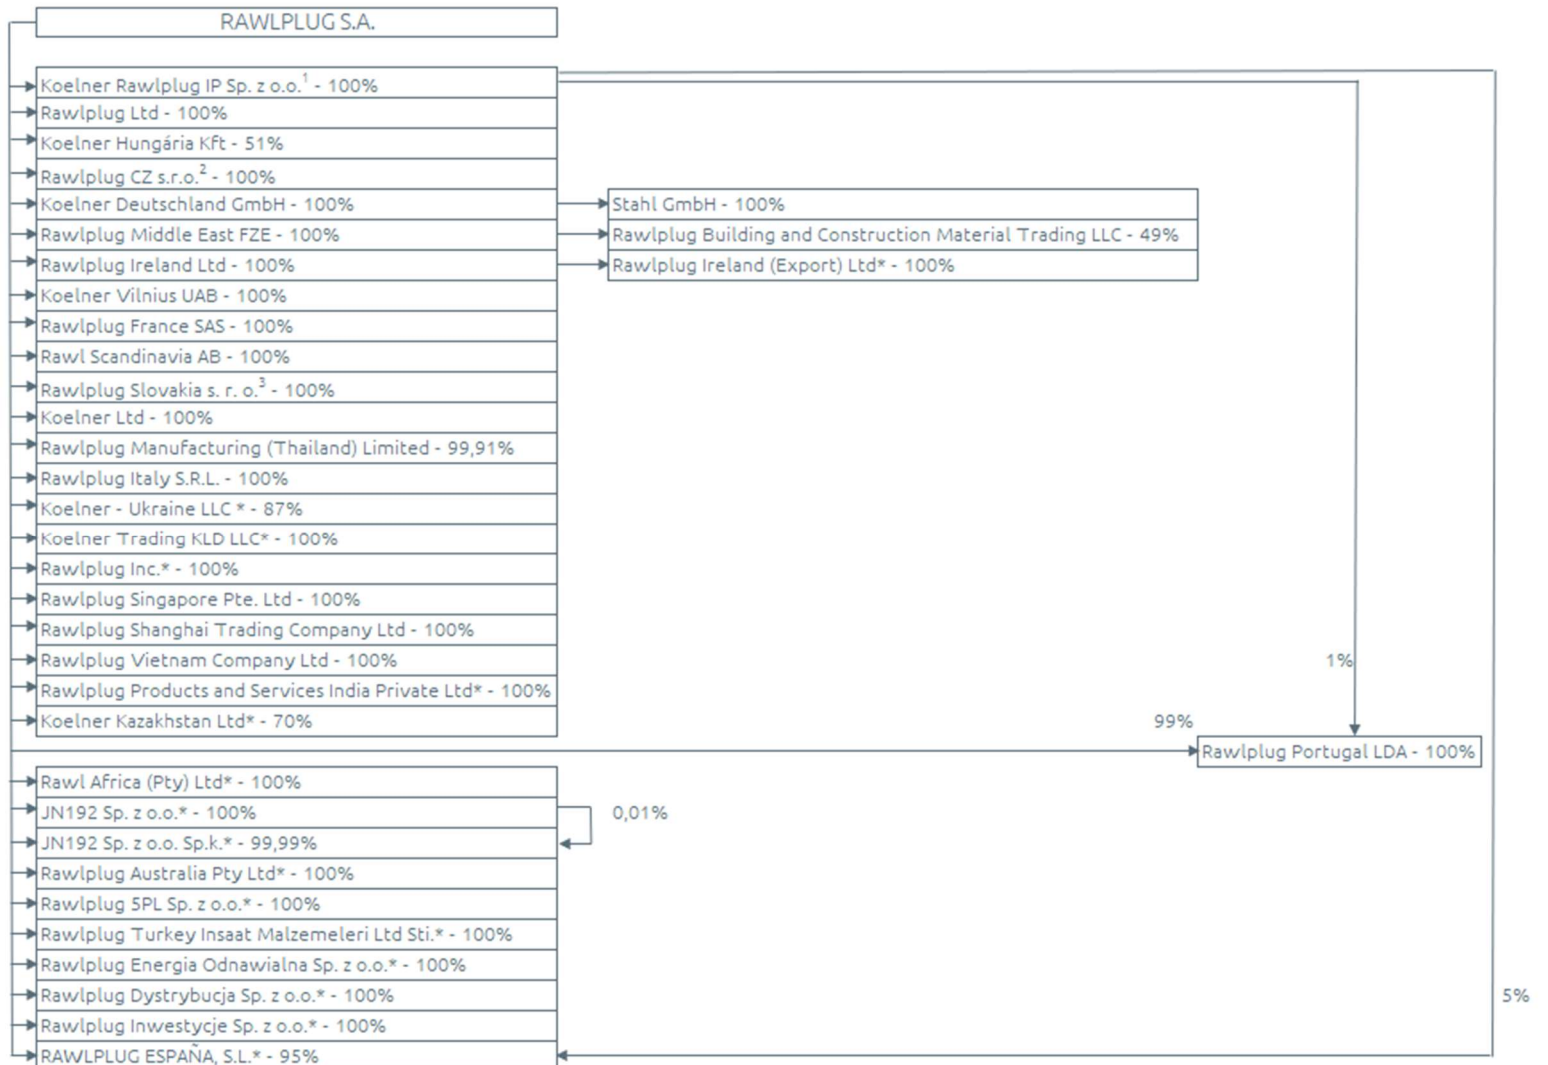 RAWLPLUG S.A.
Koelner Rawlplug IP Sp. z o.o.¹ - 100%
Rawlplug Ltd - 100%
Koelner Hungária Kft - 51%
Rawlplug CZ s.r.o.² - 100%
Koelner Deutschland GmbH - 100%
Stahl GmbH - 100%
Rawlplug Middle East FZE - 100%
Rawlplug Building and Construction Material Trading LLC - 49%
Rawlplug Ireland Ltd - 100%
Rawlplug Ireland (Export) Ltd* - 100%
Koelner Vilnius UAB - 100%
Rawlplug France SAS - 100%
Rawl Scandinavia AB - 100%
Rawlplug Slovakia s. r. o.³ - 100%
Koelner Ltd - 100%
Rawlplug Manufacturing (Thailand) Limited - 99,91%
Rawlplug Italy S.R.L. - 100%
Koelner - Ukraine LLC * - 87%
Koelner Trading KLD LLC* - 100%
Rawlplug Inc.* - 100%
Rawlplug Singapore Pte. Ltd - 100%
Rawlplug Shanghai Trading Company Ltd - 100%
Rawlplug Vietnam Company Ltd - 100%
1%
Rawlplug Products and Services India Private Ltd* - 100%
Koelner Kazakhstan Ltd* - 70%
99%
Rawlplug Portugal LDA - 100%
Rawl Africa (Pty) Ltd* - 100%
JN192 Sp. z o.o.* - 100%
0,01%
JN192 Sp. z o.o. Sp.k.* - 99,99%
Rawlplug Australia Pty Ltd* - 100%
Rawlplug 5PL Sp. z o.o.* - 100%
Rawlplug Turkey Insaat Malzemeleri Ltd Sti.* - 100%
Rawlplug Energia Odnawialna Sp. z o.o.* - 100%
Rawlplug Dystrybucja Sp. z o.o.* - 100%
5%
Rawlplug Inwestycje Sp. z o.o.* - 100%
RAWLPLUG ESPAÑA, S.L.* - 95%